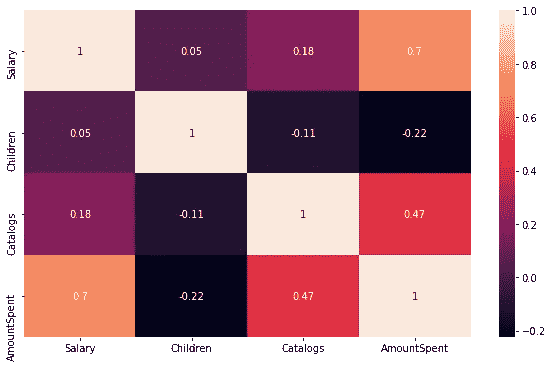 1.0
Salary 1 0.05 0.18 0.7
0.8
Children 0.05 1 -0.11 -0.22
0.6
0.4
Catalogs 0.18 -0.11 1 0.47
0.2
0.0
AmountSpent 0.7 -0.22 0.47 1
−0.2
Salary Children Catalogs AmountSpent